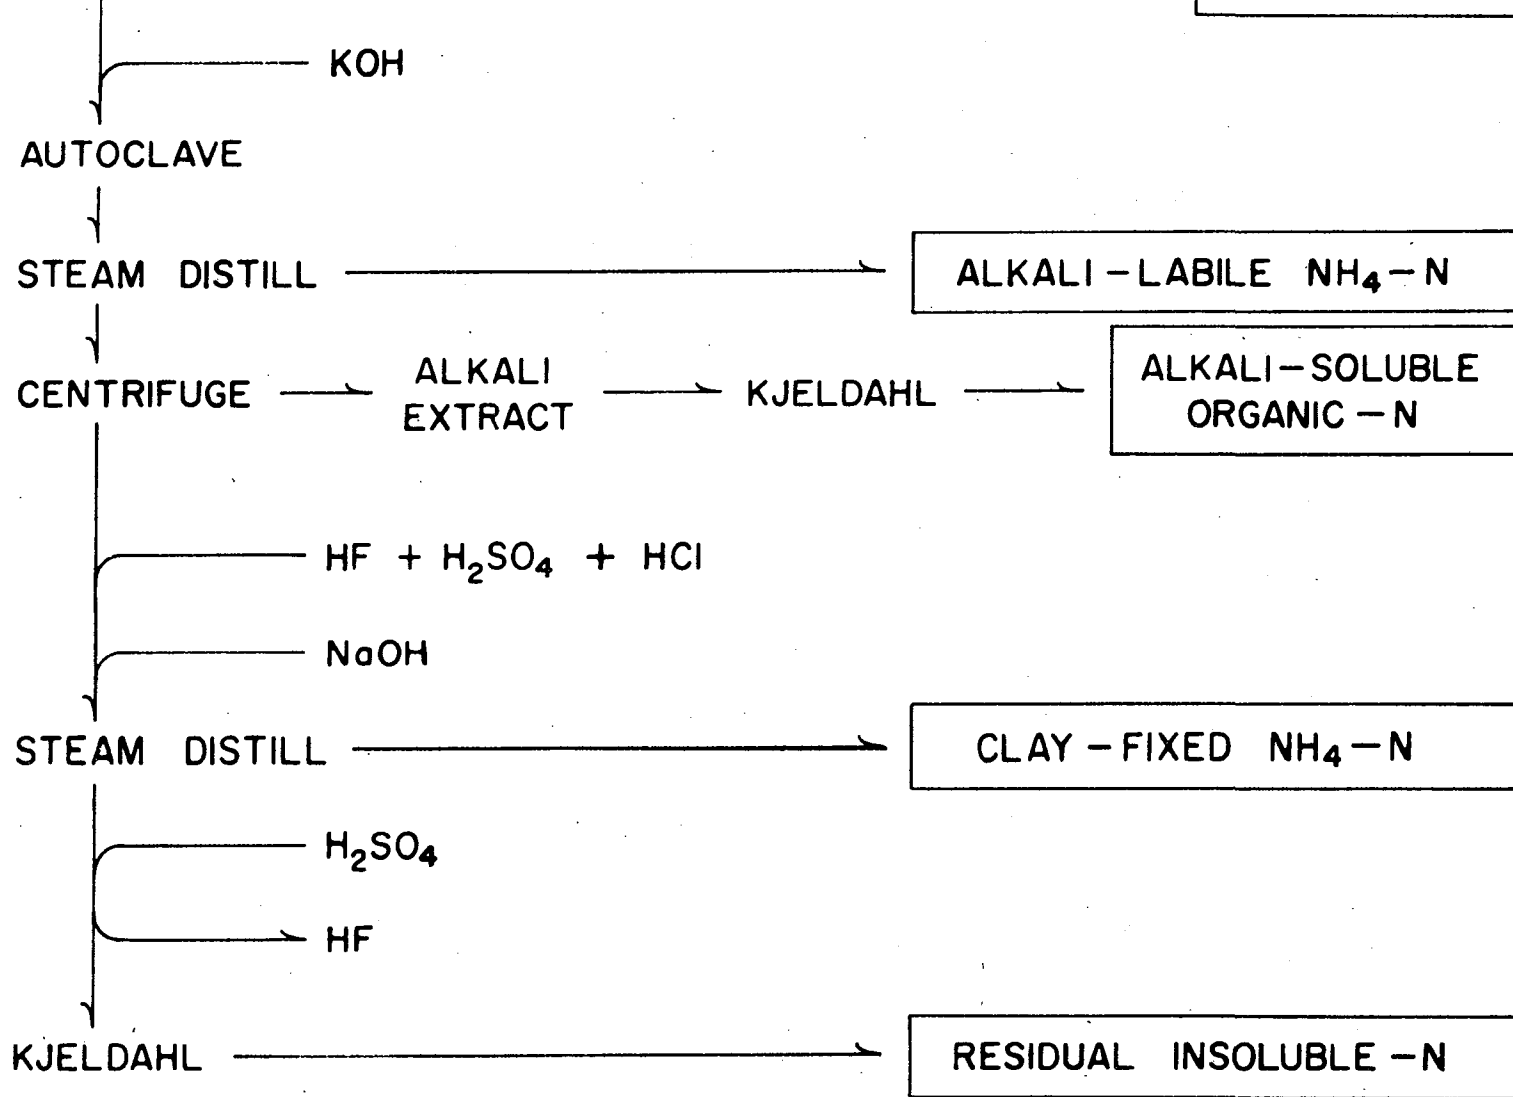 KOH
AUTOCLAVE
STEAM DISTILL
ALKALI-LABILE NH₄-N
CENTRIFUGE
ALKALI
EXTRACT
KJELDAHL
ALKALI-SOLUBLE
ORGANIC-N
HF + H₂SO₄ + HCl
NaOH
STEAM DISTILL
CLAY-FIXED NH₄-N
H₂SO₄
HF
KJELDAHL
RESIDUAL INSOLUBLE-N